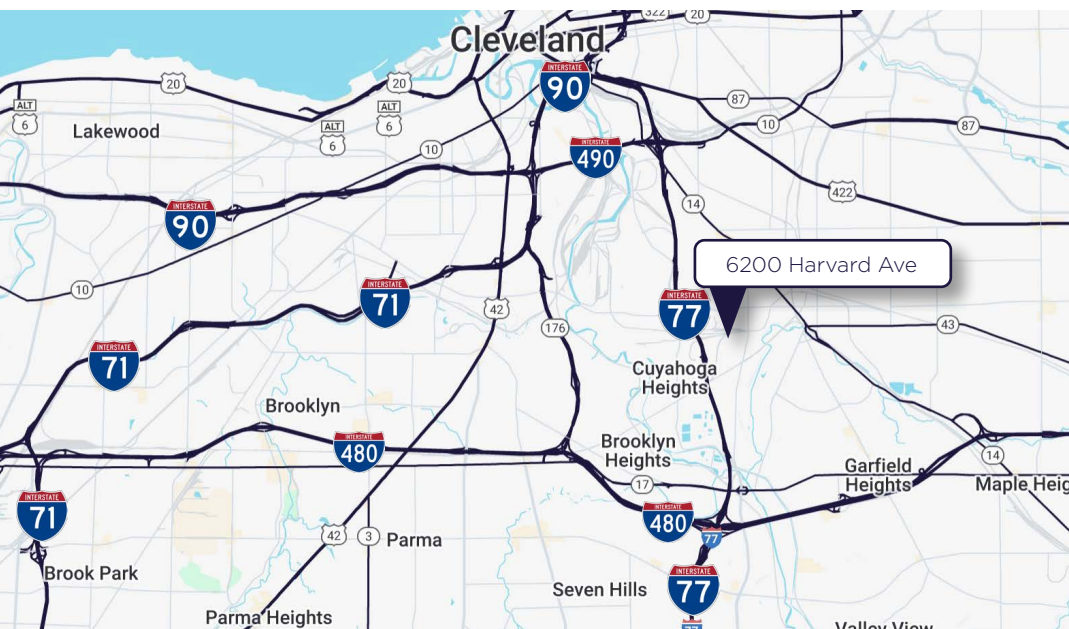 322
20
Cleveland
INTERSTATE
90
20
20
87
ALT
6
ALT
6
Lakewood
ALT
6
10
10
87
INTERSTATE
490
422
INTERSTATE
90
14
6200 Harvard Ave
10
INTERSTATE
71
42
INTERSTATE
77
176
43
INTERSTATE
71
Cuyahoga
Heights
Brooklyn
INTERSTATE
480
Brooklyn
Heights
14
Garfield
Heights
17
Maple Heig
INTERSTATE
71
INTERSTATE
480
42
3
Parma
77
Brook Park
Seven Hills
INTERSTATE
77
Parma Heights
77
Valley View